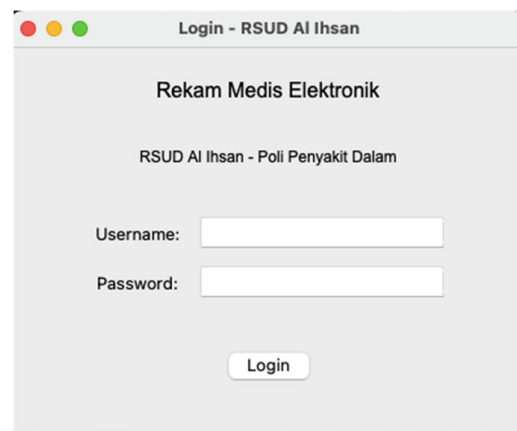 Login - RSUD Al Ihsan
Rekam Medis Elektronik
RSUD Al Ihsan - Poli Penyakit Dalam
Username:
Password:
Login